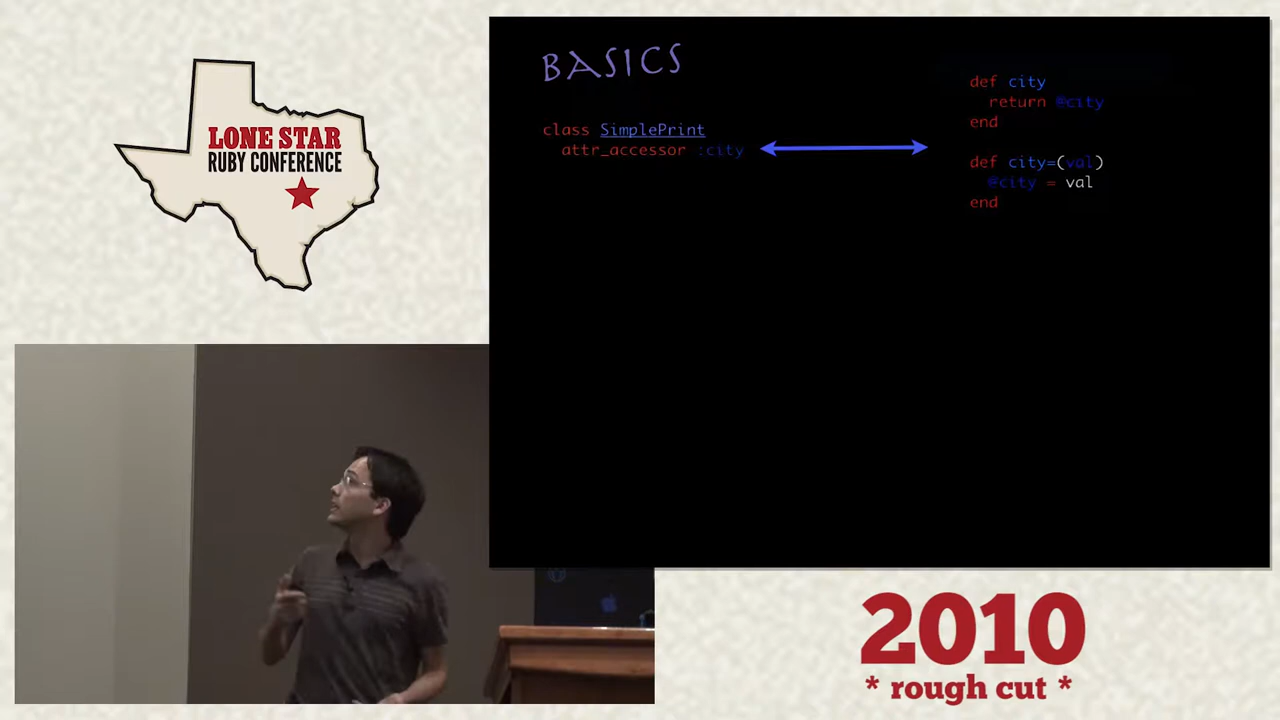 LONE STAR
RUBY CONFERENCE
BASICS
class SimplePrint
attr_accessor :city
def city
return @city
end
def city=(val)
@city = val
end
2010
* rough cut *